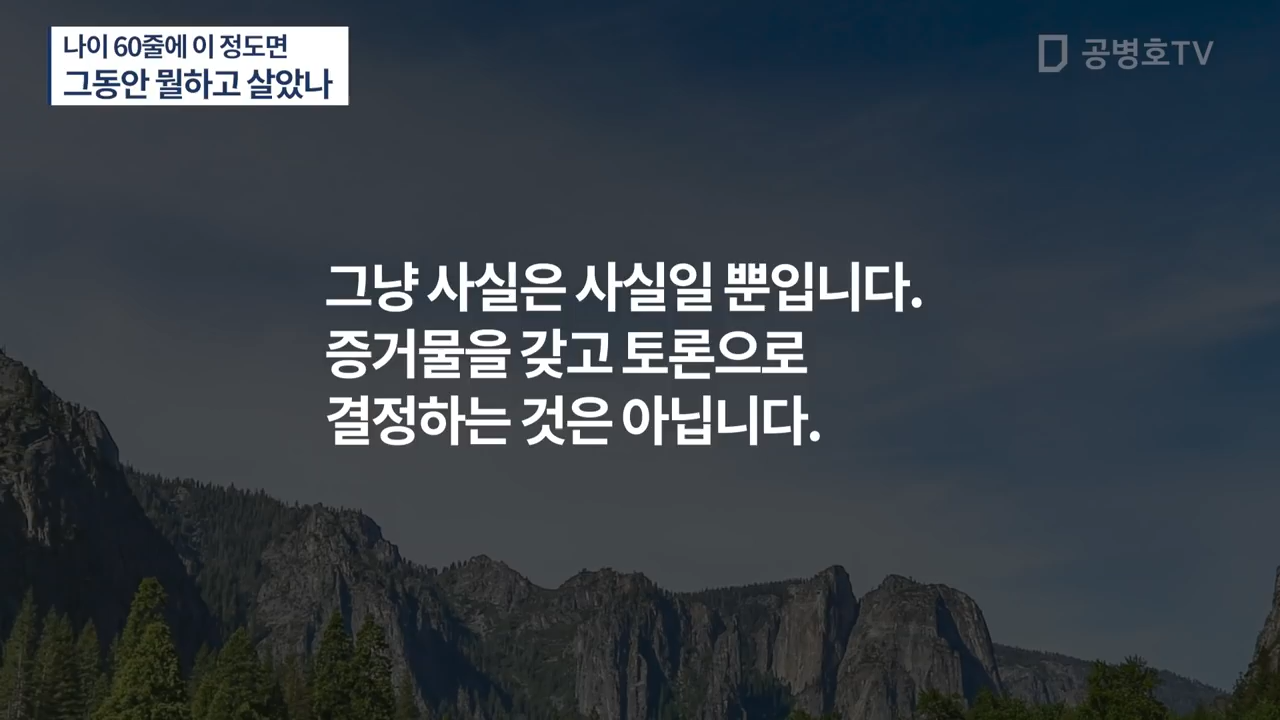 나이 60줄에 이 정도면
그동안 뭘하고 살았나
공병호TV
그냥 사실은 사실일 뿐입니다.
증거물을 갖고 토론으로
결정하는 것은 아닙니다.